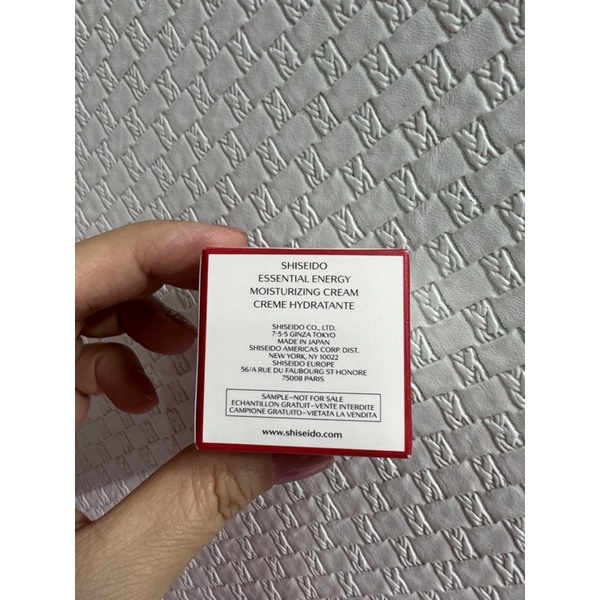 SHISEIDO
ESSENTIAL ENERGY
MOISTURIZING CREAM
CREME HYDRATANTE
SHISEIDO CO., LTD.
7-5-5 GINZA TOKYO
MADE IN JAPAN
SHISEIDO AMERICAS CORP. DIST.
NEW YORK, NY 10022
SHISEIDO EUROPE
56/A RUE DU FAUBOURG ST-HONORE
75008 PARIS
SAMPLE–NOT FOR SALE
ECHANTILLON GRATUIT–VENTE INTERDITE
CAMPIONE GRATUITO–VIETATA LA VENDITA
www.shiseido.com